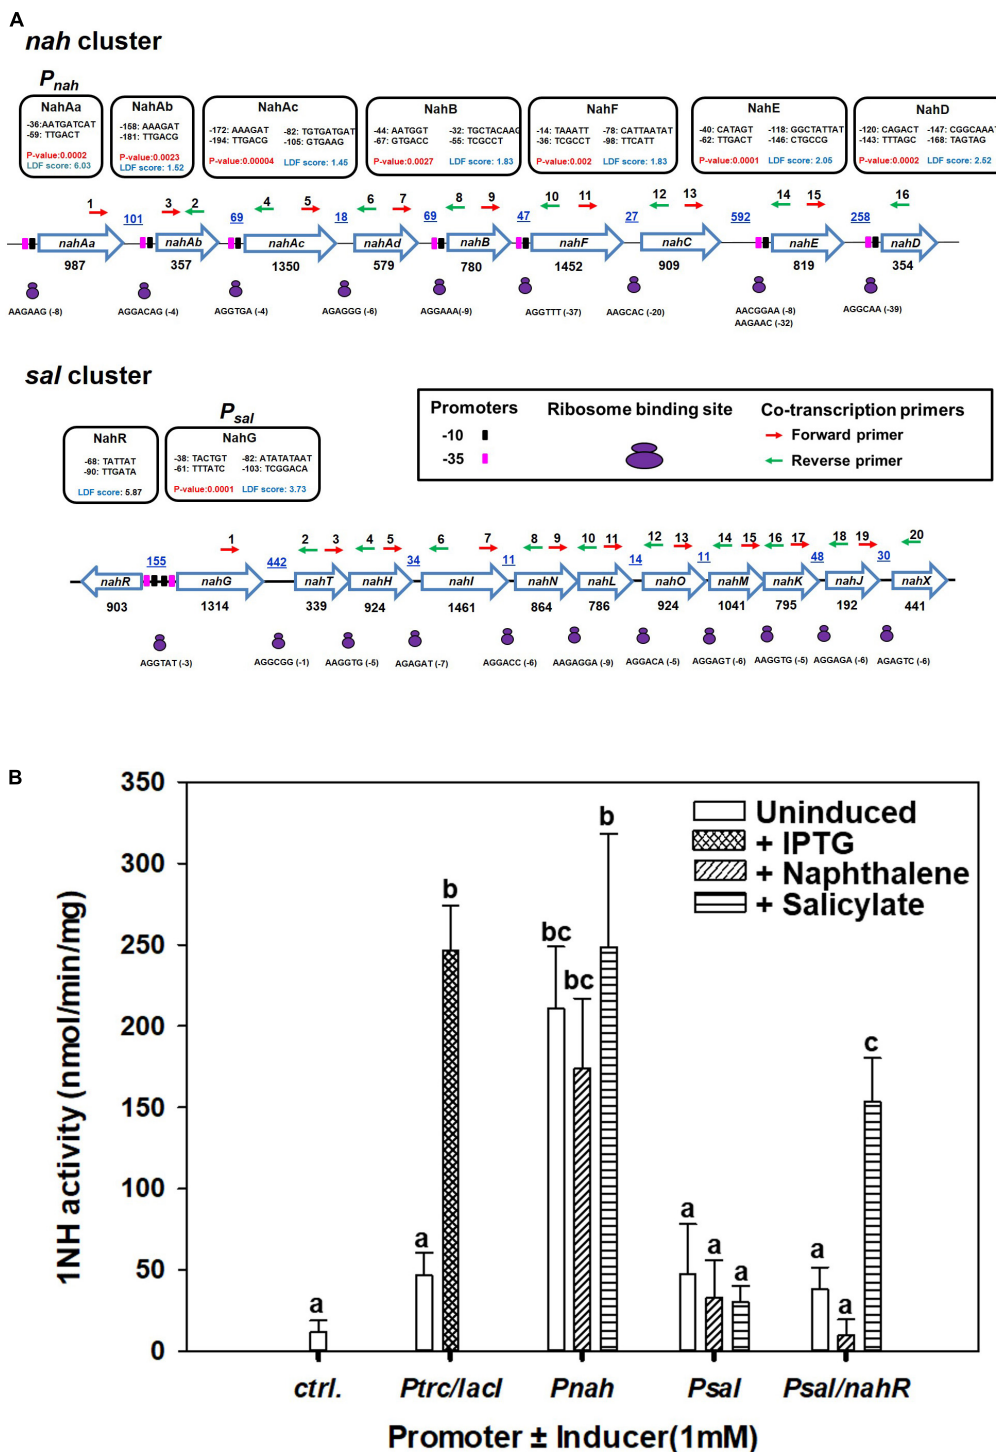 A
nah cluster
Pnah
NahAa
-36:AATGATCAT
-59: TTGACT
P-value:0.0002
LDF score: 6.03
NahAb
-158: AAAGAT
-181: TTGACG
P-value:0.0023
LDF score: 1.52
NahAc
-172: AAAGAT -82: TGTGATGAT
-194: TTGACG -105: GTGAAG
P-value:0.00004 LDF score: 1.45
NahB
-44: AATGGT -32: TGCTACAAG
-67: GTGACC -55: TCGCCT
P-value:0.0027 LDF score: 1.83
NahF
-14: TAAATT -78: CATTAATAT
-36: TCGCCT -98: TTCATT
P-value:0.002 LDF score: 1.83
NahE
-40: CATAGT -118: GGCTATTAT
-62: TTGACT -146: CTGCCG
P-value:0.0001 LDF score: 2.05
NahD
-120: CAGACT -147: CGGCAAAT
-143: TTTAGC -168: TAGTAG
P-value:0.0002 LDF score: 2.52
1 3 2 4 5 6 7 8 9 10 11 12 13 14 15 16
101 69 18 69 47 27 592 258
nahAa nahAb nahAc nahAd nahB nahF nahC nahE nahD
987 357 1350 579 780 1452 909 819 354
AAGAAG (-8) AGGACAG (-4) AGGTGA (-4) AGAGGG (-6) AGGAAA(-9) AGGTTT (-37) AAGCAC (-20) AACGGAA (-8) AGGCAA (-39)
AAGAAC (-32)
sal cluster
Psal
NahR
-68: TATTAT
-90: TTGATA
LDF score: 5.87
NahG
-38: TACTGT -82: ATATATAAT
-61: TTTATC -103: TCGGACA
P-value:0.0001 LDF score: 3.73
Promoters Ribosome binding site Co-transcription primers
-10 Forward primer
-35 Reverse primer
1 2 3 4 5 6 7 8 9 10 11 12 13 14 15 16 17 18 19 20
155 442 34 11 14 11 48 30
nahR nahG nahT nahH nahI nahN nahL nahO nahM nahK nahJ nahX
903 1314 339 924 1461 864 786 924 1041 795 192 441
AGGTAT (-3) AGGCGG (-1) AAGGTG (-5) AGAGAT (-7) AGGACC (-6) AAGAGGA (-9) AGGACA (-5) AGGAGT (-6) AAGGTG (-5) AGGAGA (-6) AGAGTC (-6)
B
1NH activity (nmol/min/mg)
350
300
250
200
150
100
50
0
Uninduced
+ IPTG
+ Naphthalene
+ Salicylate
a a b bc bc b a a a a a c
ctrl. Ptrc/lacI Pnah Psal Psal/nahR
Promoter ± Inducer(1mM)